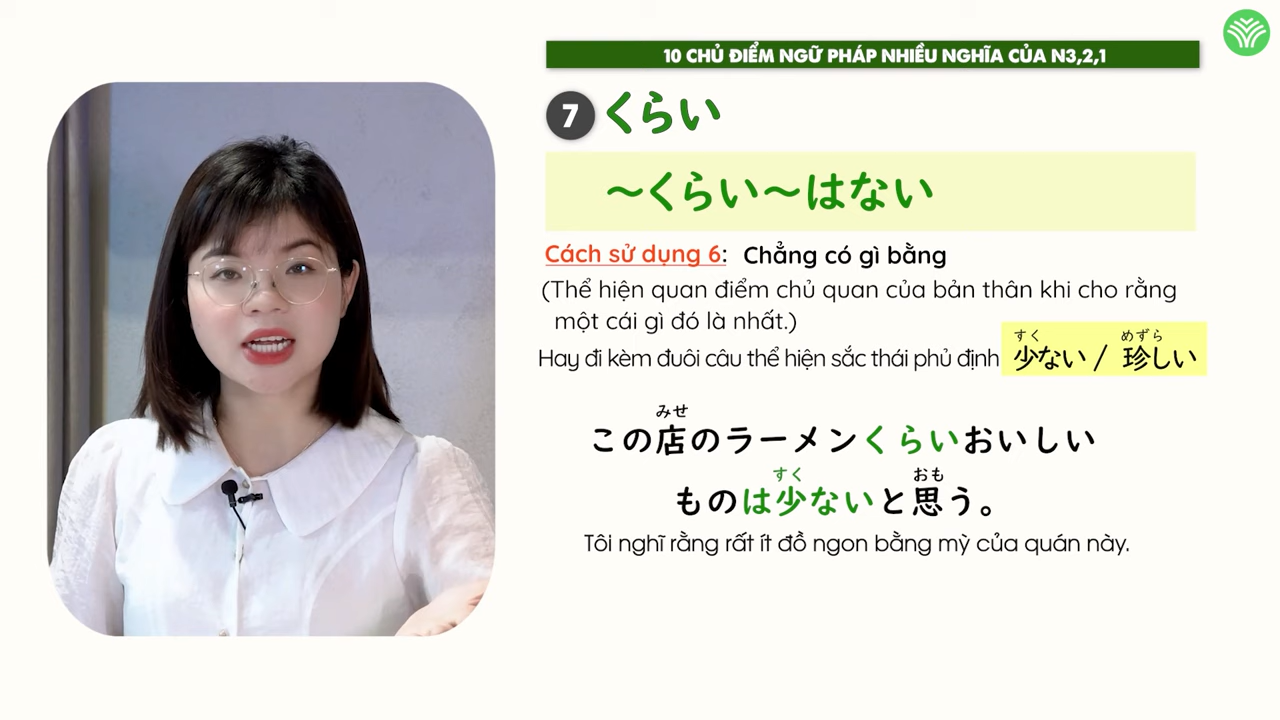 10 CHỦ ĐIỂM NGỮ PHÁP NHIỀU NGHĨA CỦA N3,2,1
7 くらい
～くらい～はない
Cách sử dụng 6: Chẳng có gì bằng
(Thể hiện quan điểm chủ quan của bản thân khi cho rằng
một cái gì đó là nhất.)
すく めずら
Hay đi kèm đuôi câu thể hiện sắc thái phủ định 少ない / 珍しい
みせ
この店のラーメンくらいおいしい
すく おも
ものは少ないと思う。
Tôi nghĩ rằng rất ít đồ ngon bằng mỳ của quán này.